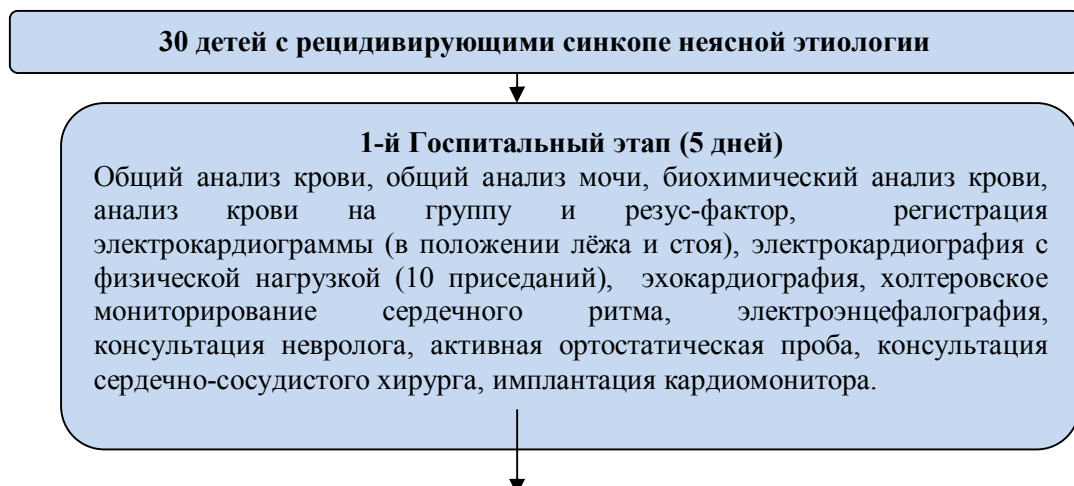 30 детей с рецидивирующими синкопе неясной этиологии
1-й Госпитальный этап (5 дней)
Общий анализ крови, общий анализ мочи, биохимический анализ крови,
анализ крови на группу и резус-фактор, регистрация
электрокардиограммы (в положении лёжа и стоя), электрокардиография с
физической нагрузкой (10 приседаний), эхокардиография, холтеровское
мониторирование сердечного ритма, электроэнцефалография,
консультация невролога, активная ортостатическая проба, консультация
сердечно-сосудистого хирурга, имплантация кардиомонитора.